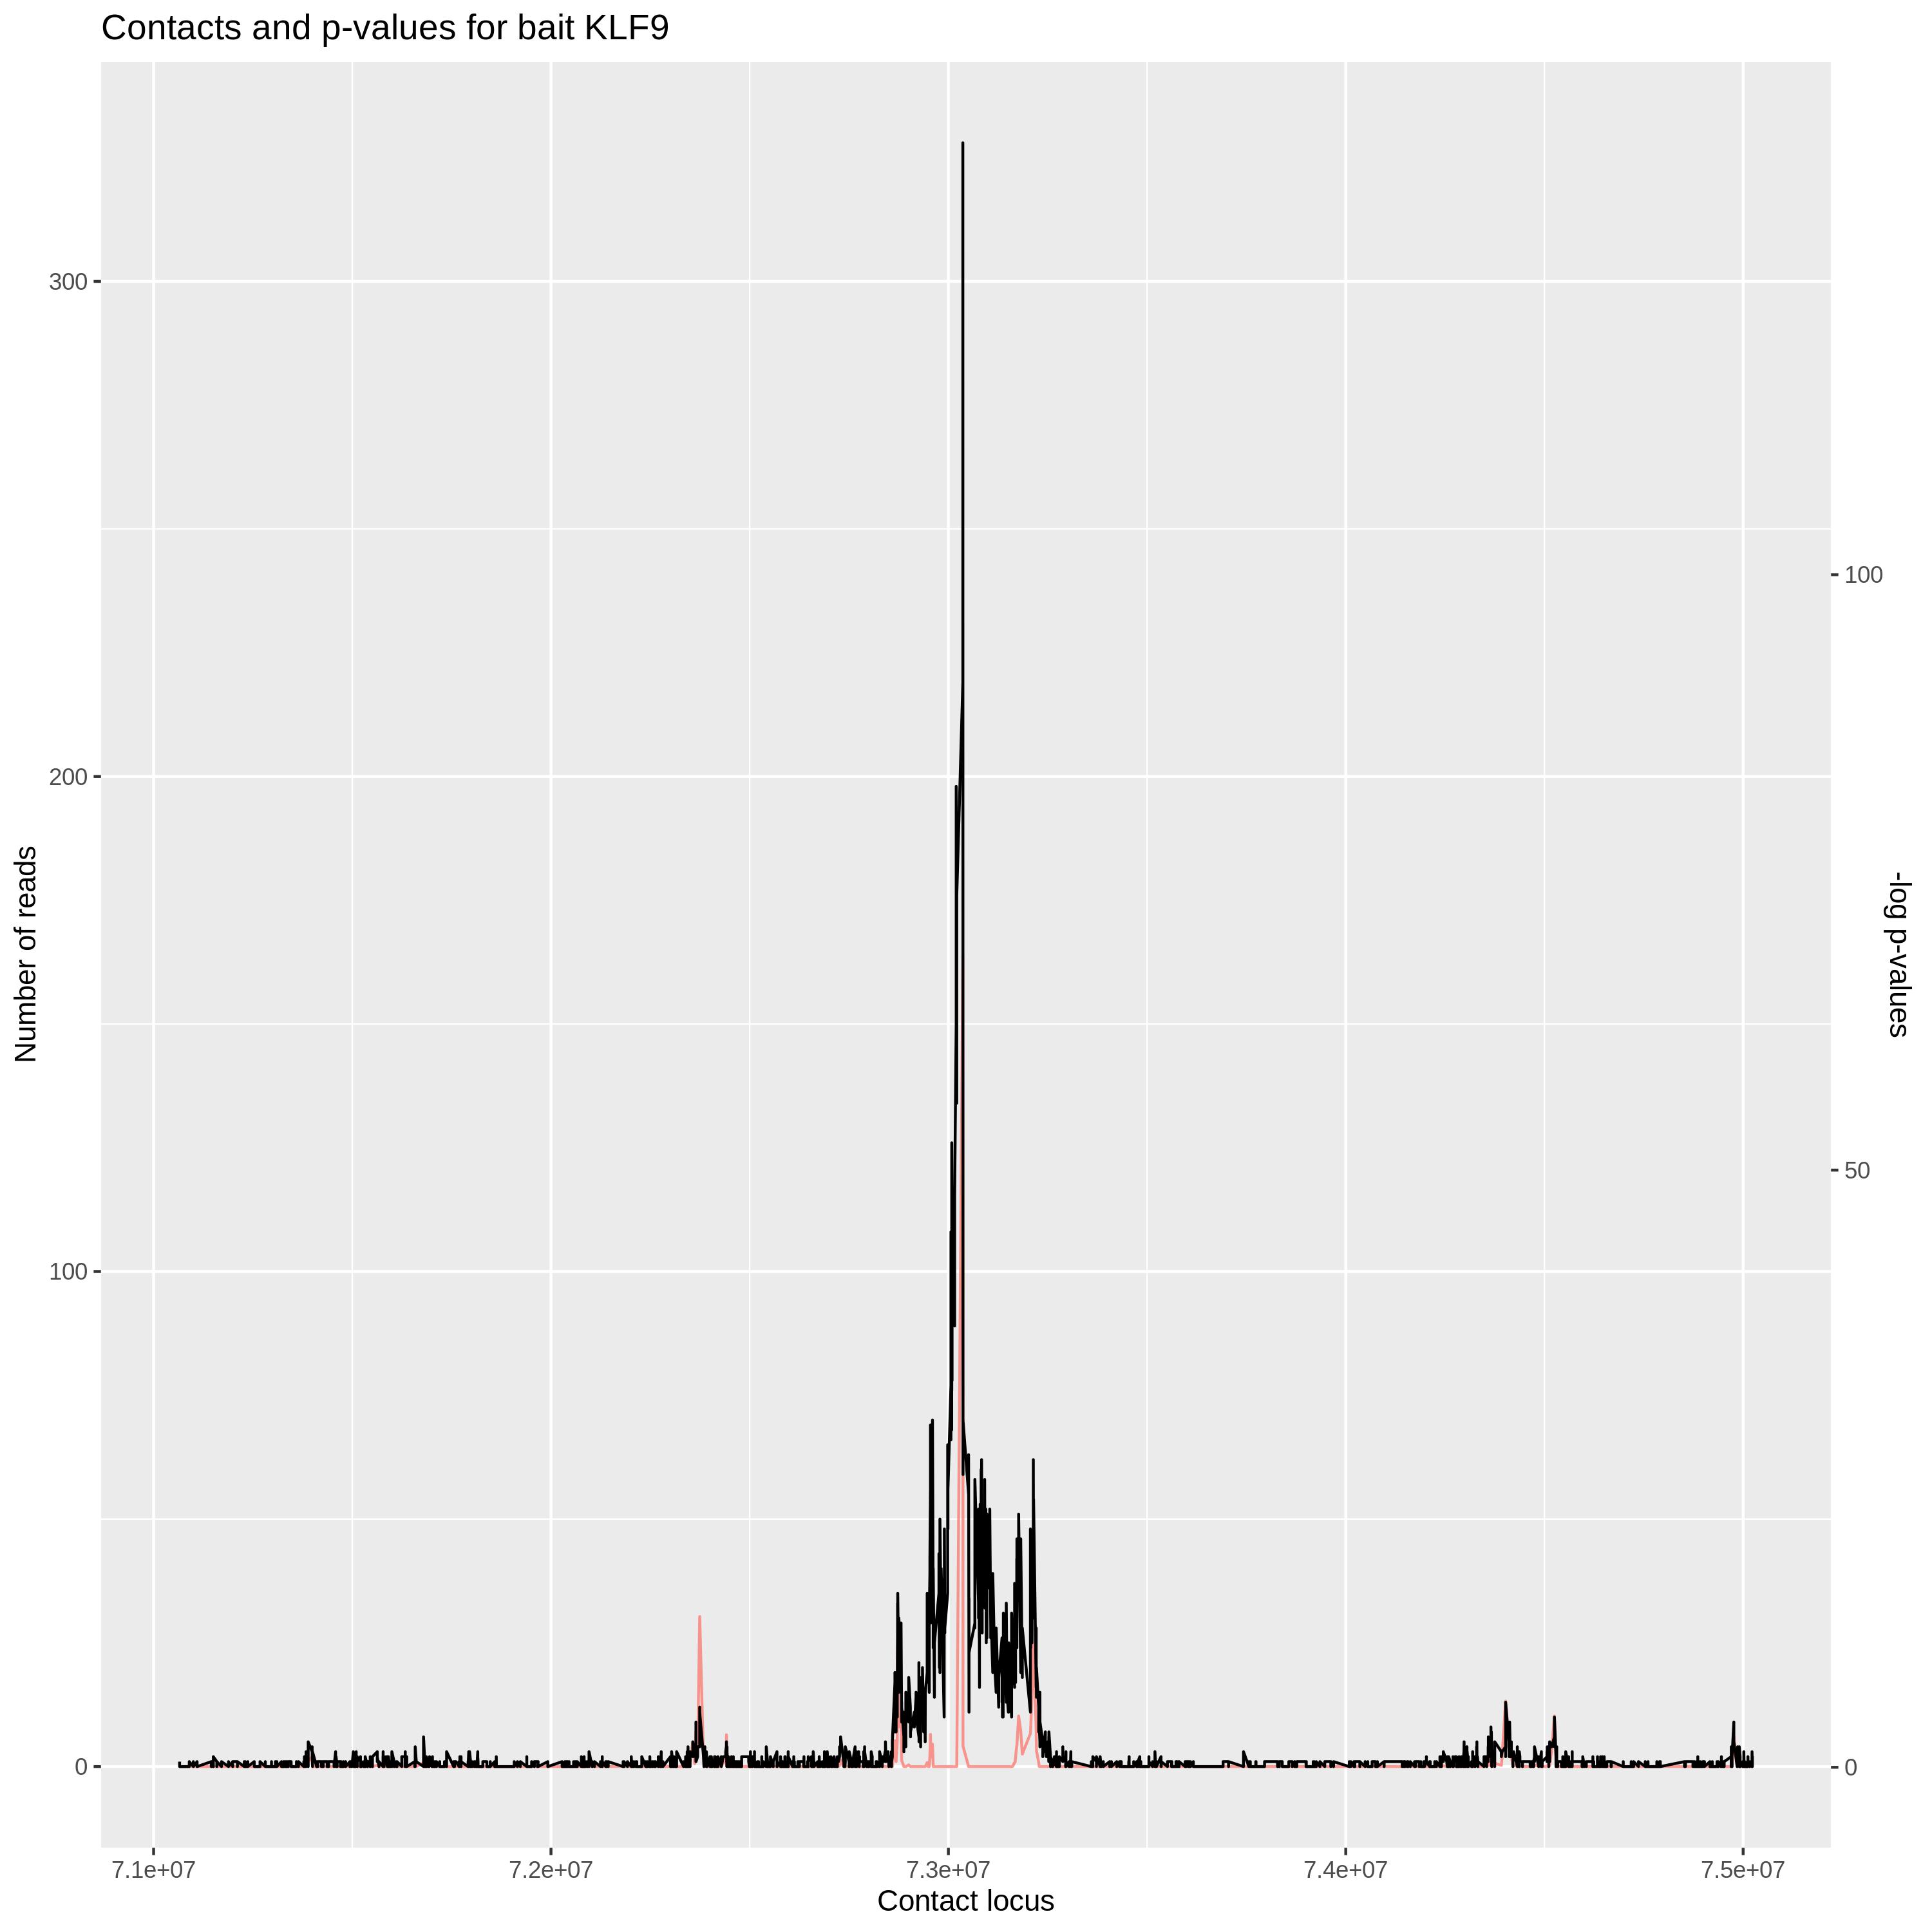 Contacts and p-values for bait KLF9
Number of reads
300
200
100
0
100
50
0
-log p-values
7.1e+07 7.2e+07 7.3e+07 7.4e+07 7.5e+07
Contact locus